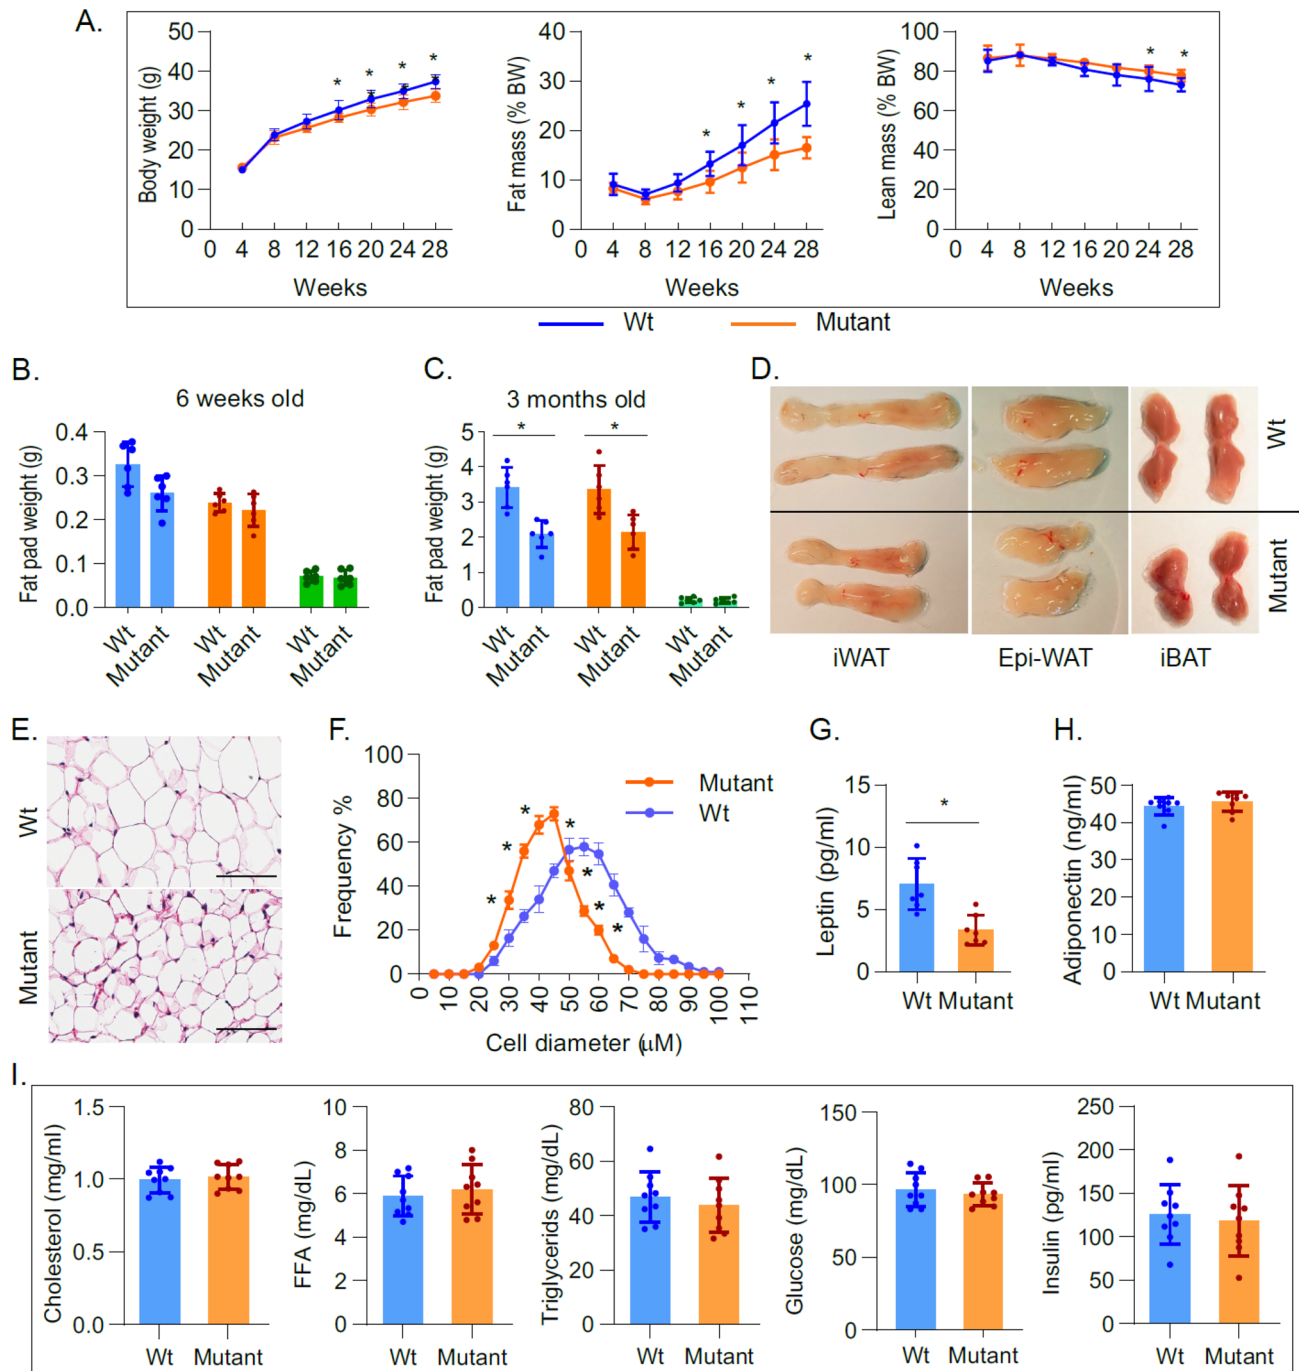 A.
Body weight (g)
50
40
30
20
10
0
0 4 8 12 16 20 24 28
Weeks
* * * *
Fat mass (% BW)
40
30
20
10
0
0 4 8 12 16 20 24 28
Weeks
* * * *
Lean mass (% BW)
100
80
60
40
20
0
0 4 8 12 16 20 24 28
Weeks
* *
Wt Mutant
B.
6 weeks old
Fat pad weight (g)
0.4
0.3
0.2
0.1
0.0
Wt Mutant Wt Mutant Wt Mutant
C.
3 months old
Fat pad weight (g)
5
4
3
2
1
0
* *
Wt Mutant Wt Mutant Wt Mutant
D.
Wt
Mutant
iWAT Epi-WAT iBAT
E.
Wt
Mutant
F.
Frequency %
100
80
60
40
20
0
0 10 20 30 40 50 60 70 80 90 100 110
Cell diameter (µM)
Mutant
Wt
* * * * * * *
G.
Leptin (pg/ml)
15
10
5
0
*
Wt Mutant
H.
Adiponectin (ng/ml)
50
40
30
20
10
0
Wt Mutant
I.
Cholesterol (mg/ml)
1.5
1.0
0.5
0.0
Wt Mutant
FFA (mg/dL)
10
8
6
4
2
0
Wt Mutant
Triglycerids (mg/dL)
80
60
40
20
0
Wt Mutant
Glucose (mg/dL)
150
100
50
0
Wt Mutant
Insulin (pg/ml)
250
200
150
100
50
0
Wt Mutant